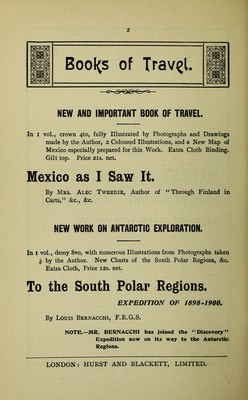 2
Books of Travel.
NEW AND IMPORTANT BOOK OF TRAVEL.
In 1 vol., crown 4to, fully Illustrated by Photographs and Drawings
made by the Author, 2 Coloured Illustrations, and a New Map of
Mexico especially prepared for this Work. Extra Cloth Binding.
Gilt top. Price 21s. net.
Mexico as I Saw It.
By MRS. ALEC TWEEDIE, Author of "Through Finland in
Carts," &c., &c.
NEW WORK ON ANTARCTIC EXPLORATION.
In 1 vol., demy 8vo, with numerous Illustrations from Photographs taken
by the Author. New Charts of the South Polar Regions, &c.
Extra Cloth, Price 12s. net.
To the South Polar Regions.
EXPEDITION OF 1898-1900.
By LOUIS BERNACCHI, F.R.G.S.
NOTE.—MR. BERNACCHI has joined the "Discovery"
Expedition now on its way to the Antarctic
Regions.
LONDON: HURST AND BLACKETT, LIMITED.